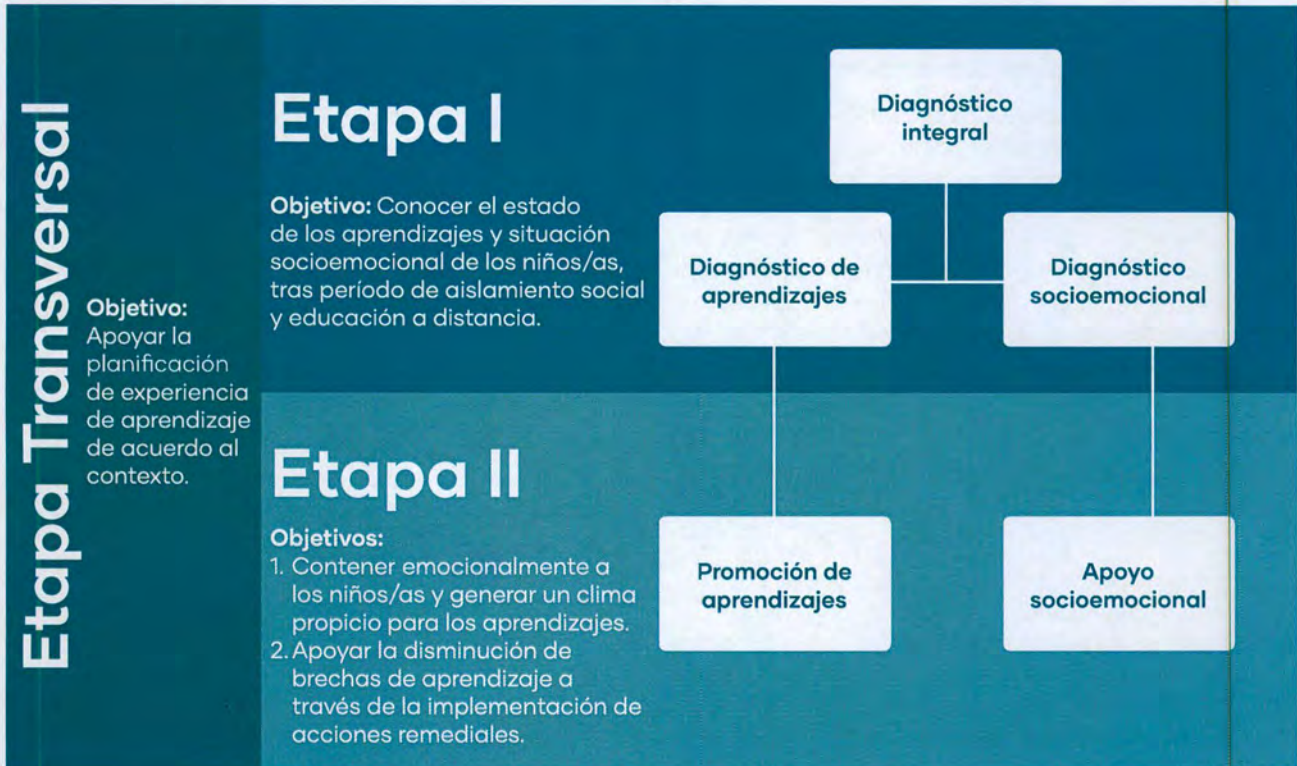 Etapa Transversal
Objetivo:
Apoyar la
planificación
de experiencia
de aprendizaje
de acuerdo al
contexto.
Etapa I
Objetivo: Conocer el estado
de los aprendizajes y situación
socioemocional de los niños/as,
tras período de aislamiento social
y educación a distancia.
Diagnóstico
integral
Diagnóstico de
aprendizajes
Diagnóstico
socioemocional
Etapa II
Objetivos:
1. Contener emocionalmente a
los niños/as y generar un clima
propicio para los aprendizajes.
2. Apoyar la disminución de
brechas de aprendizaje a
través de la implementación de
acciones remediales.
Promoción de
aprendizajes
Apoyo
socioemocional